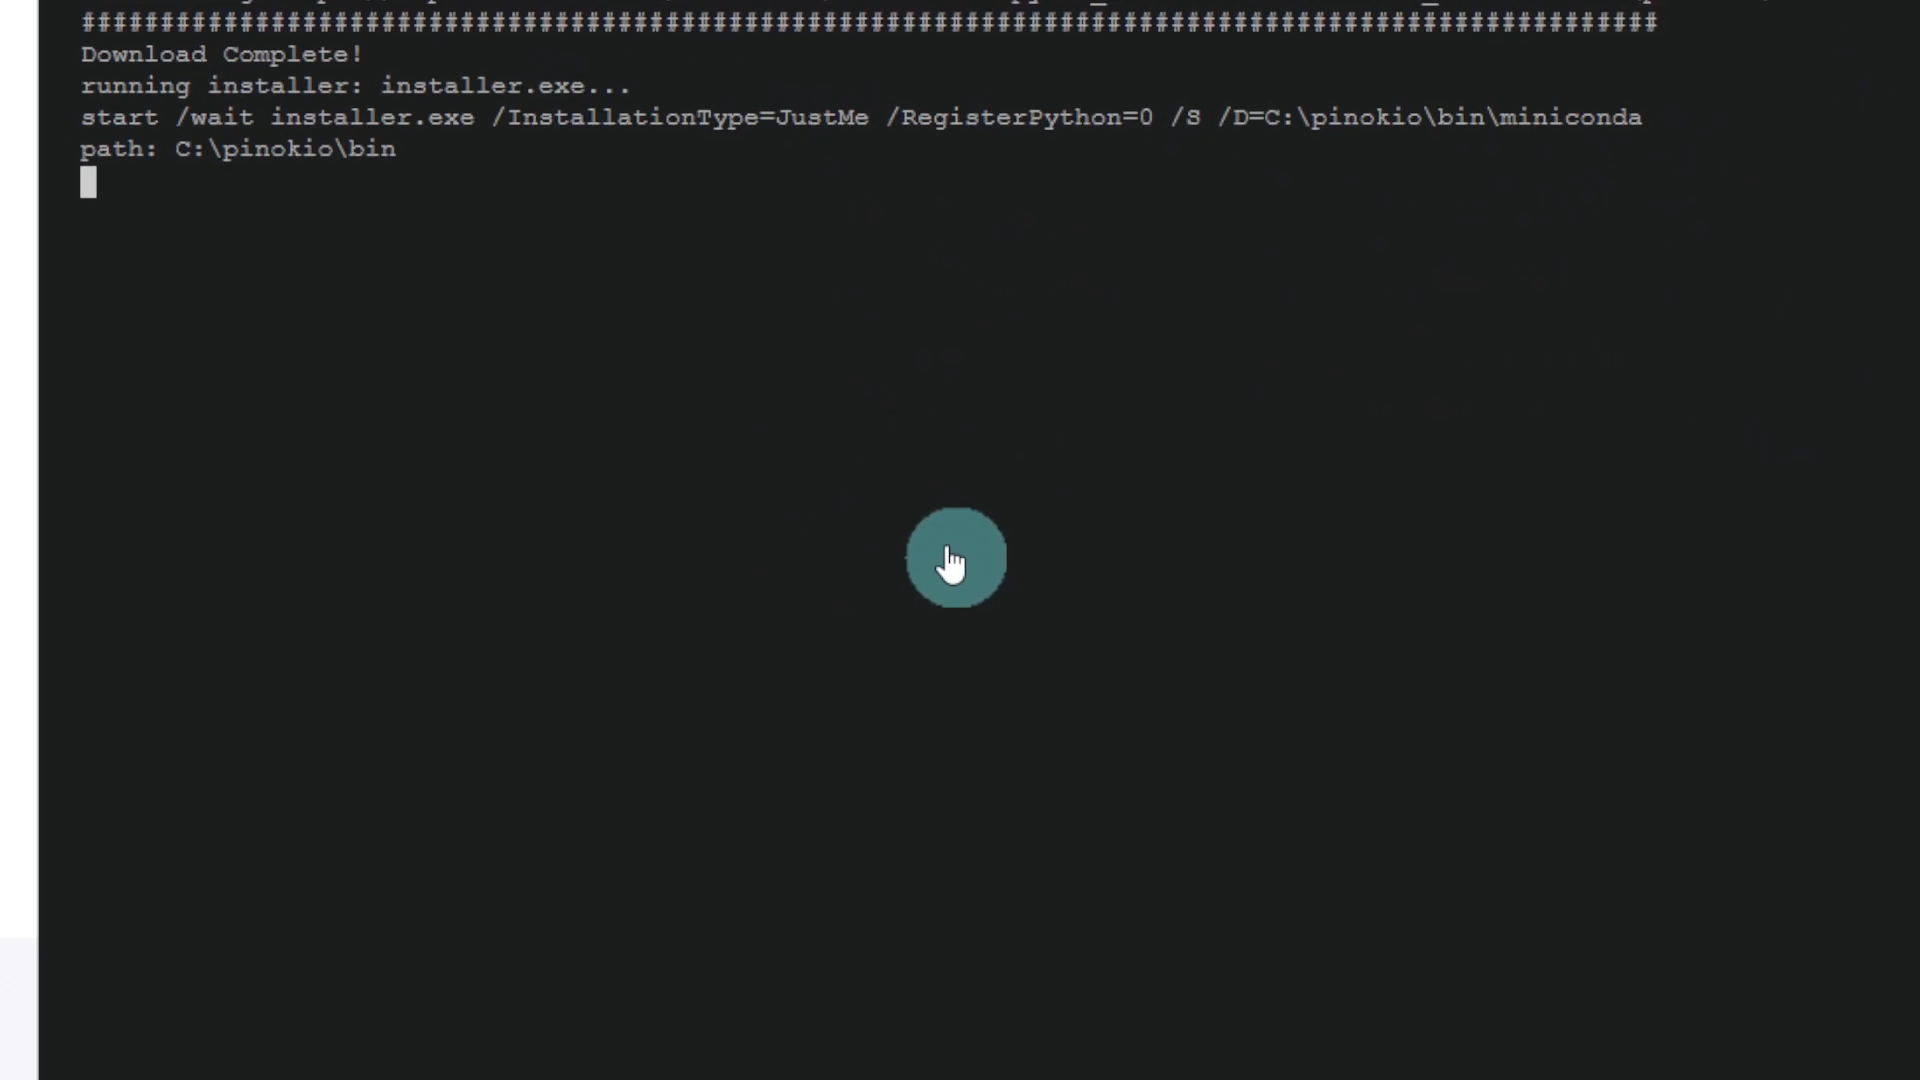 ####################################################################################################
Download Complete!
running installer: installer.exe...
start /wait installer.exe /InstallationType=JustMe /RegisterPython=0 /S /D=C:\pinokio\bin\miniconda
path: C:\pinokio\bin